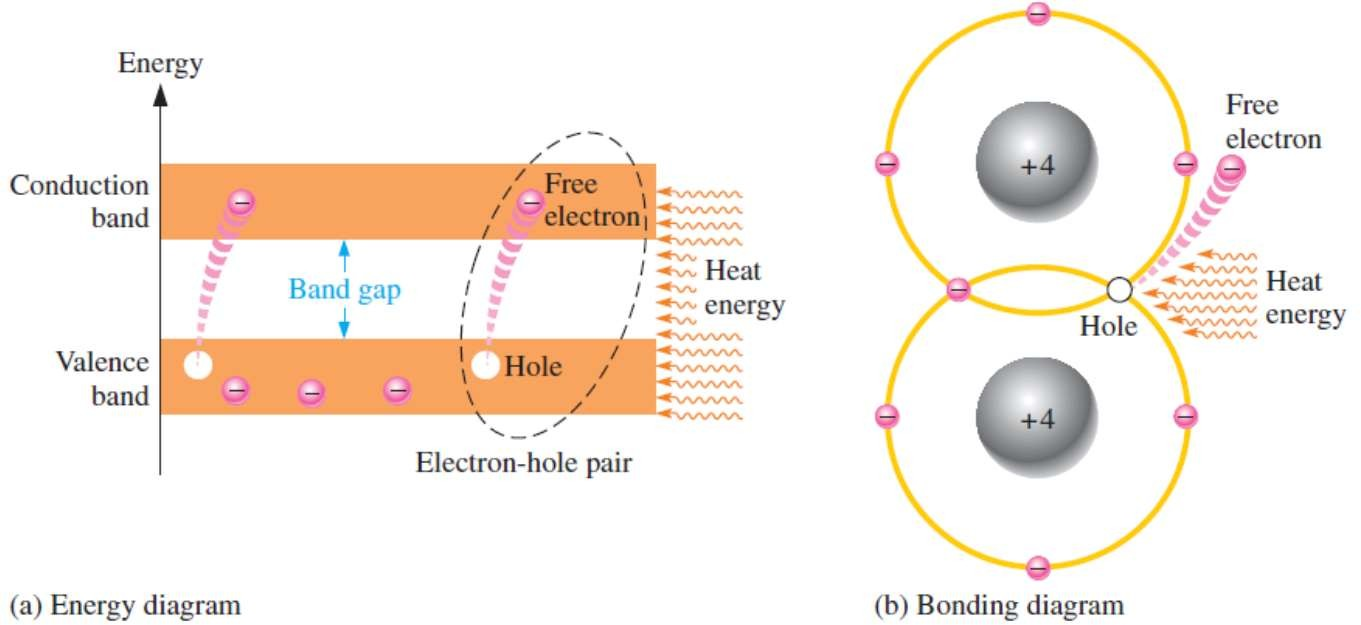 Energy
Conduction
band
Free
electron
Band gap
Heat
energy
Valence
band
Hole
Electron-hole pair
(a) Energy diagram
+4
Free
electron
Heat
energy
Hole
+4
(b) Bonding diagram